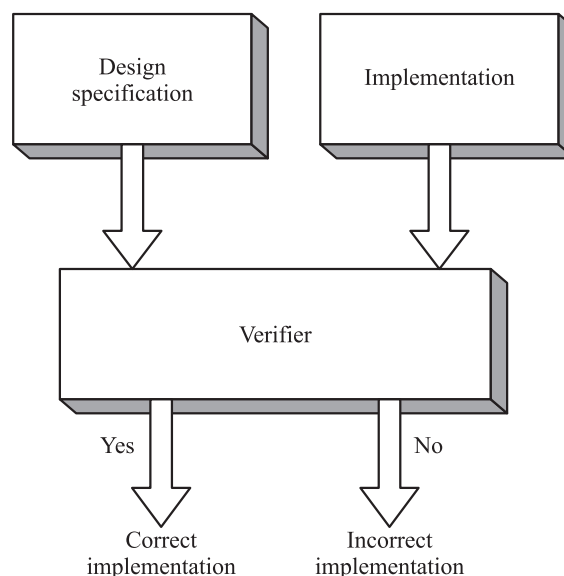 Design
specification
Implementation
Verifier
Yes
No
Correct
implementation
Incorrect
implementation